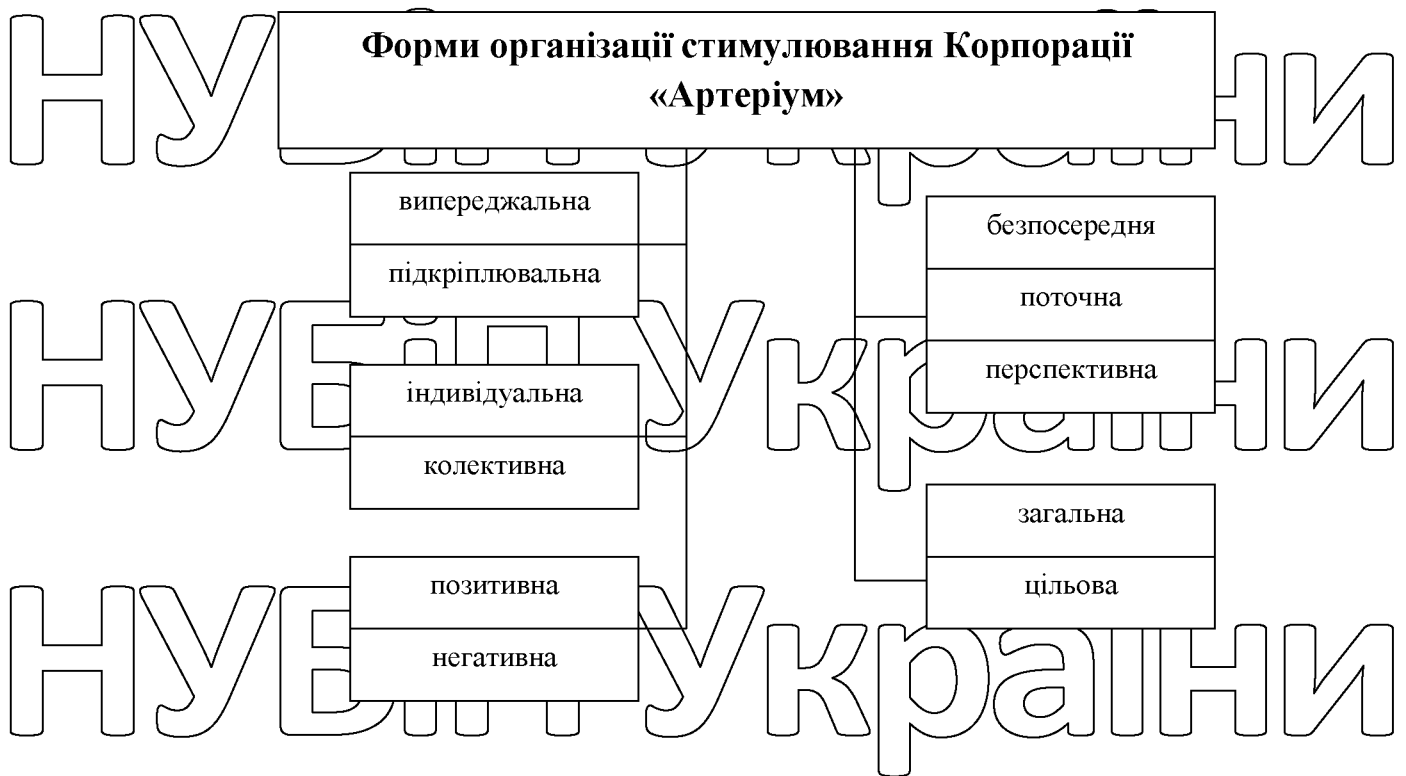 НУБіП України
Форми організації стимулювання Корпорації
«Артеріум»
випереджальна
підкріплювальна
індивідуальна
колективна
позитивна
негативна
безпосередня
поточна
перспективна
загальна
цільова
НУБіП України
НУБіП України